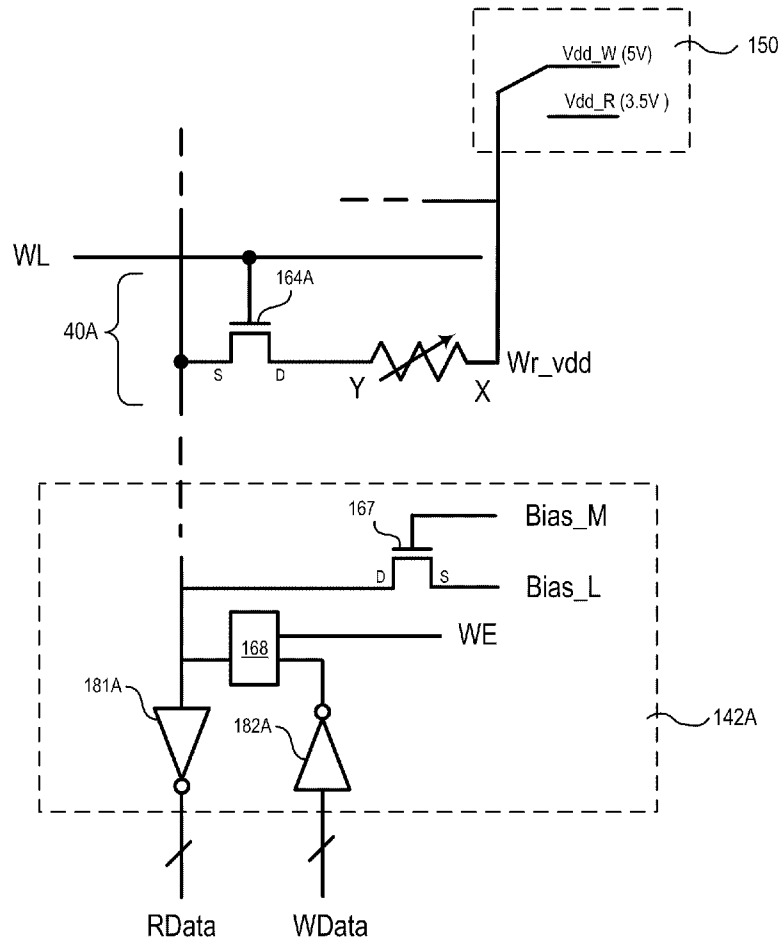 Vdd_W (5V)
150
Vdd_R (3.5V )
WL
164A
40A
S
D
Y
X
Wr_vdd
167
Bias_M
D
S
Bias_L
168
WE
181A
182A
142A
RData
WData